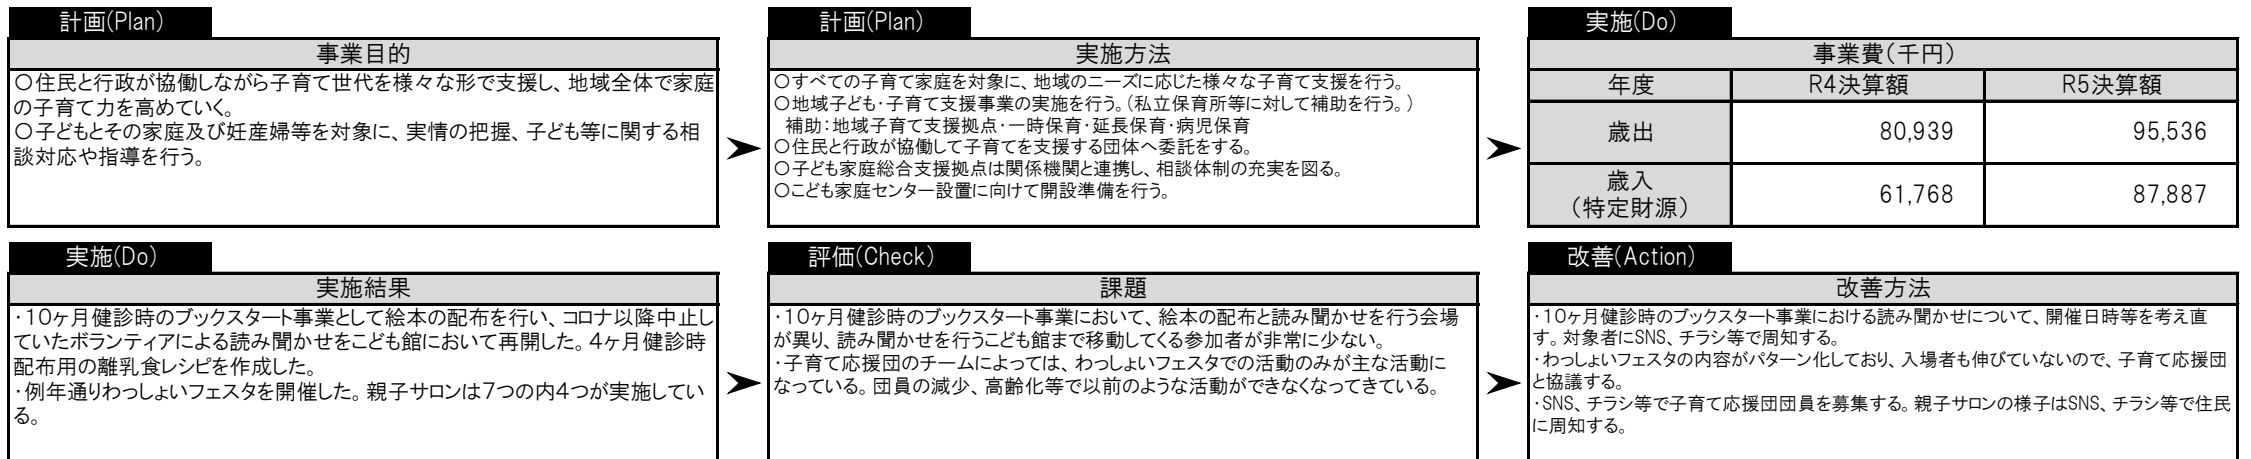 計画(Plan)
事業目的
○住民と行政が協働しながら子育て世代を様々な形で支援し、地域全体で家庭
の子育て力を高めていく。
○子どもとその家庭及び妊産婦等を対象に、実情の把握、子ども等に関する相
談対応や指導を行う。
計画(Plan)
実施方法
○すべての子育て家庭を対象に、地域のニーズに応じた様々な子育て支援を行う。
○地域子ども・子育て支援事業の実施を行う。(私立保育所等に対して補助を行う。)
補助:地域子育て支援拠点・一時保育・延長保育・病児保育
○住民と行政が協働して子育てを支援する団体へ委託をする。
○子ども家庭総合支援拠点は関係機関と連携し、相談体制の充実を図る。
○こども家庭センター設置に向けて開設準備を行う。
実施(Do)
事業費(千円)
年度 R4決算額 R5決算額
歳出 80,939 95,536
歳入
(特定財源) 61,768 87,887
実施(Do)
実施結果
・10ヶ月健診時のブックスタート事業として絵本の配布を行い、コロナ以降中止し
ていたボランティアによる読み聞かせをこども館において再開した。4ヶ月健診時
配布用の離乳食レシピを作成した。
・例年通りわっしょいフェスタを開催した。親子サロンは7つの内4つが実施してい
る。
評価(Check)
課題
・10ヶ月健診時のブックスタート事業において、絵本の配布と読み聞かせを行う会場
が異り、読み聞かせを行うこども館まで移動してくる参加者が非常に少ない。
・子育て応援団のチームによっては、わっしょいフェスタでの活動のみが主な活動に
なっている。団員の減少、高齢化等で以前のような活動ができなくなってきている。
改善(Action)
改善方法
・10ヶ月健診時のブックスタート事業における読み聞かせについて、開催日時等を考え直
す。対象者にSNS、チラシ等で周知する。
・わっしょいフェスタの内容がパターン化しており、入場者も伸びていないので、子育て応援団
と協議する。
・SNS、チラシ等で子育て応援団団員を募集する。親子サロンの様子はSNS、チラシ等で住民
に周知する。